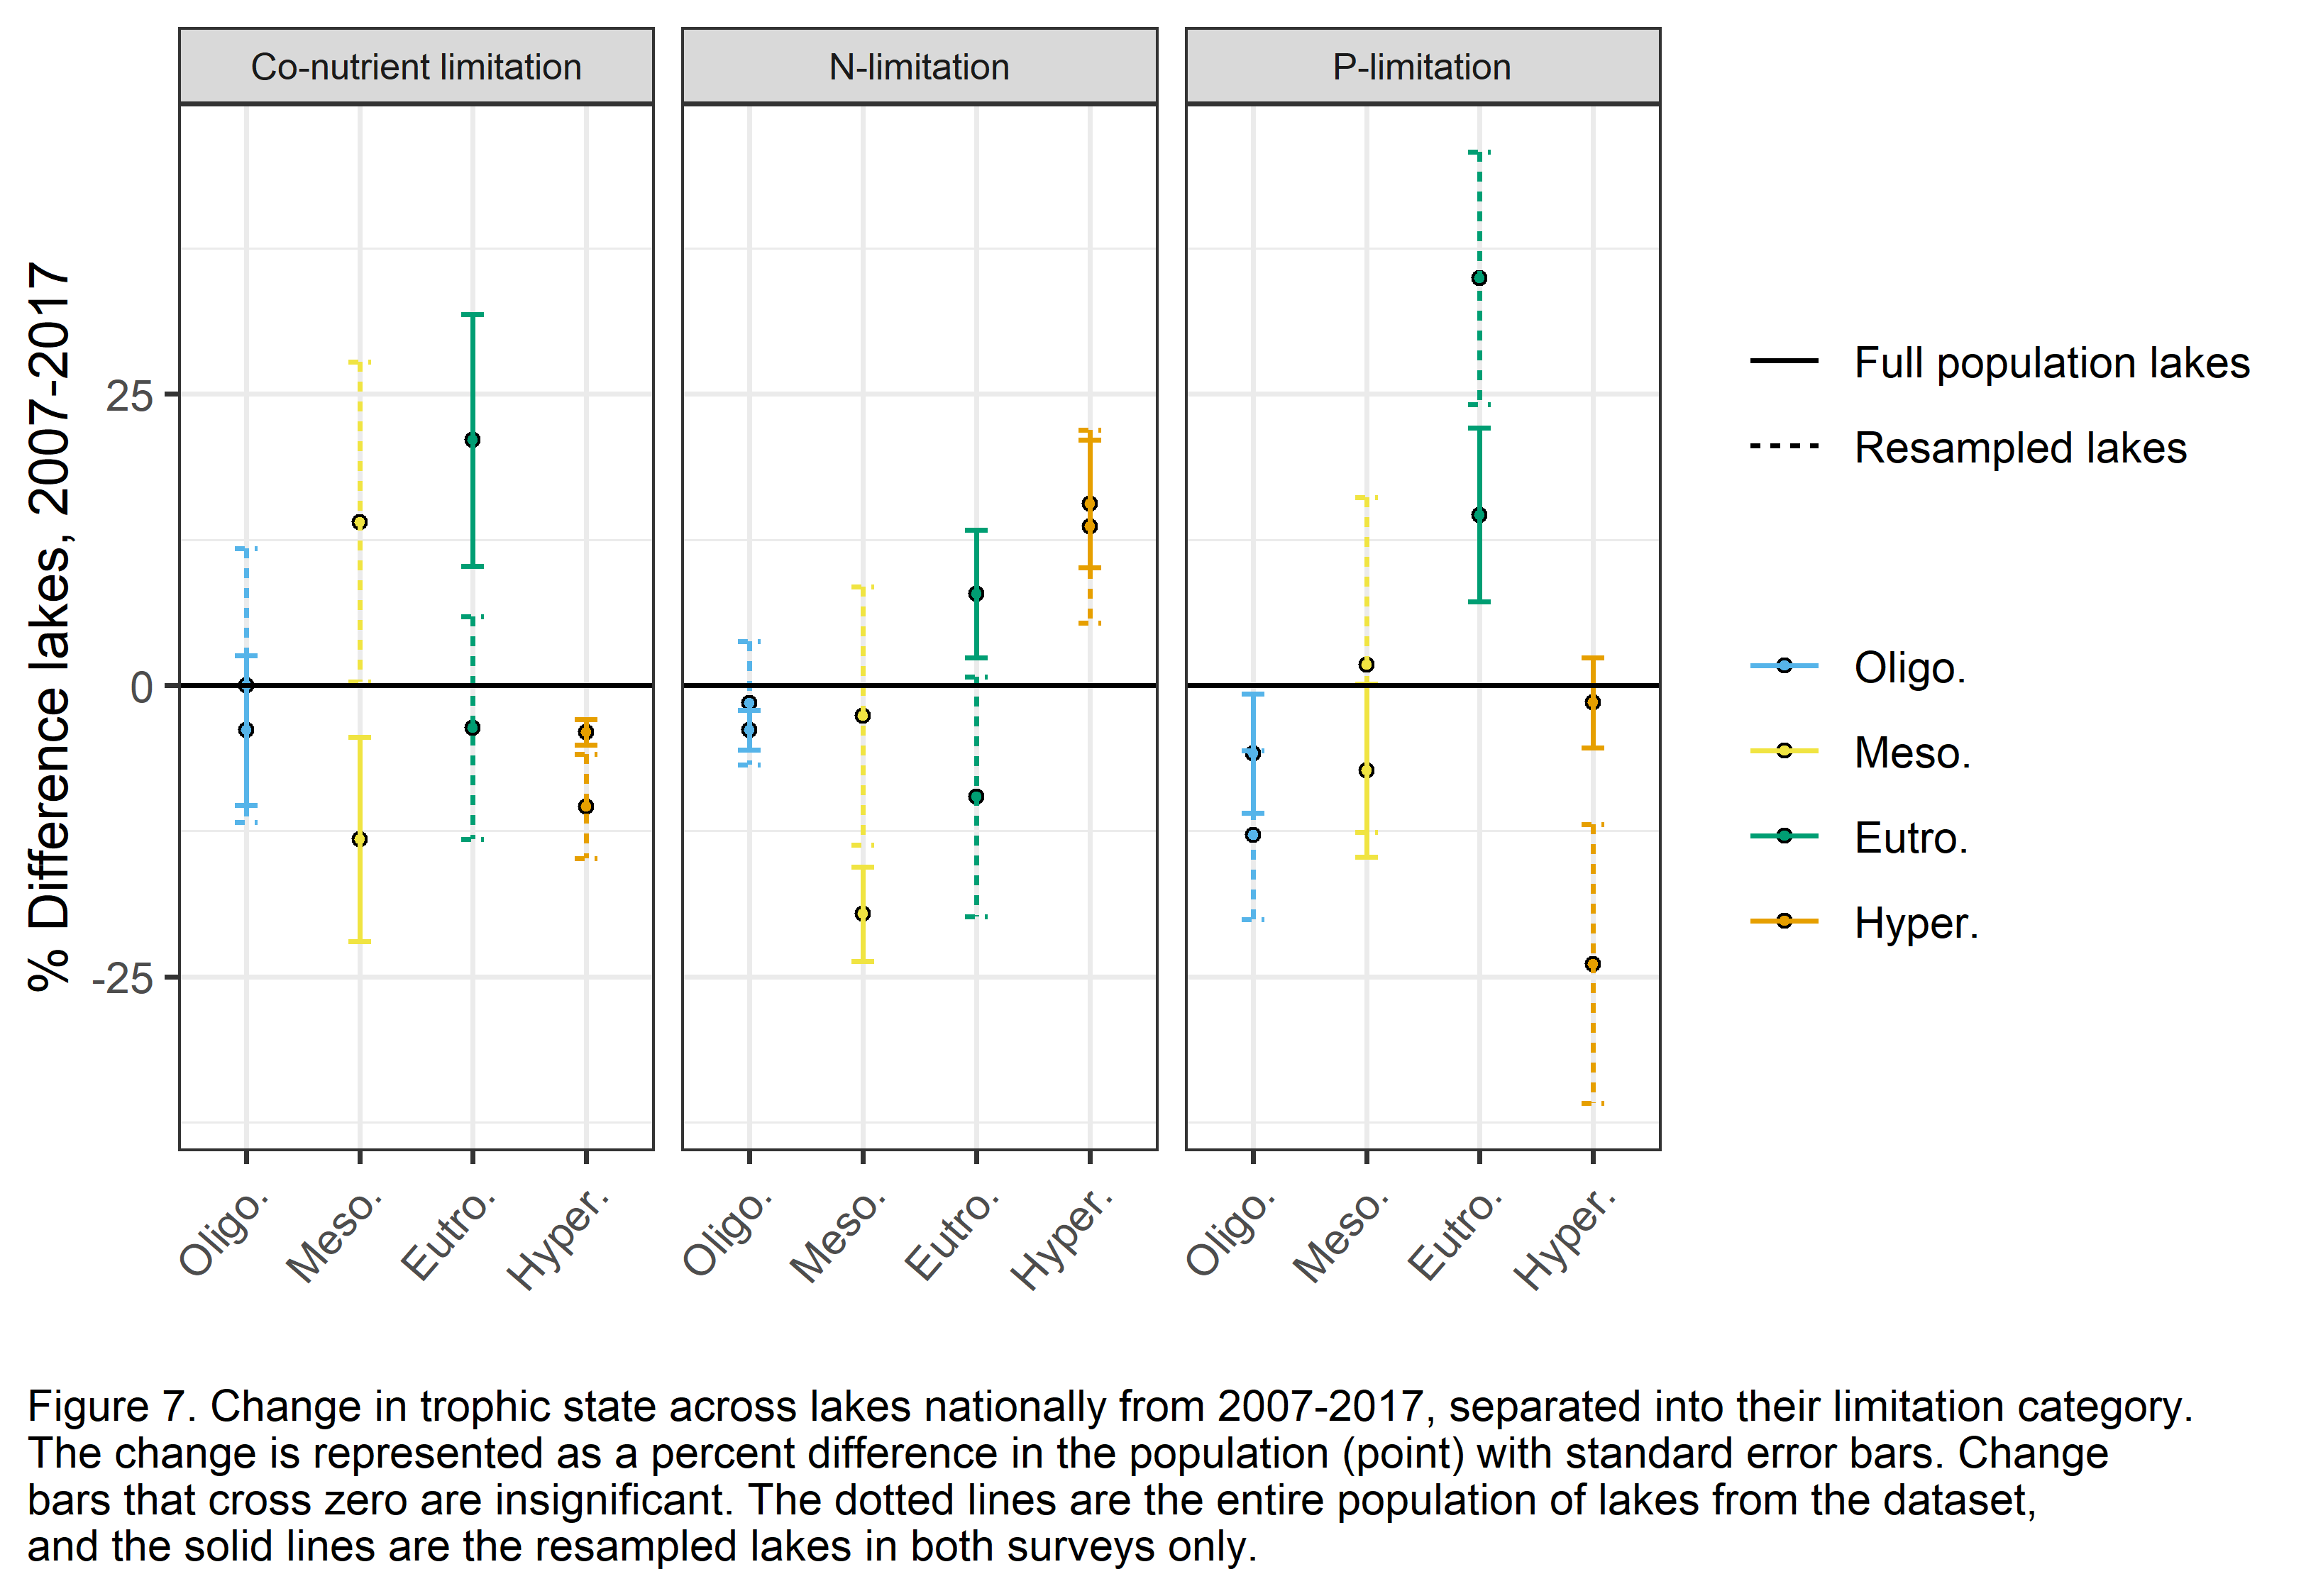 Co-nutrient limitation
N-limitation
P-limitation
% Difference lakes, 2007-2017
25
0
-25
Oligo.
Meso.
Eutro.
Hyper.
Oligo.
Meso.
Eutro.
Hyper.
Oligo.
Meso.
Eutro.
Hyper.
Full population lakes
Resampled lakes
Oligo.
Meso.
Eutro.
Hyper.
Figure 7. Change in trophic state across lakes nationally from 2007-2017, separated into their limitation category.
The change is represented as a percent difference in the population (point) with standard error bars. Change
bars that cross zero are insignificant. The dotted lines are the entire population of lakes from the dataset,
and the solid lines are the resampled lakes in both surveys only.